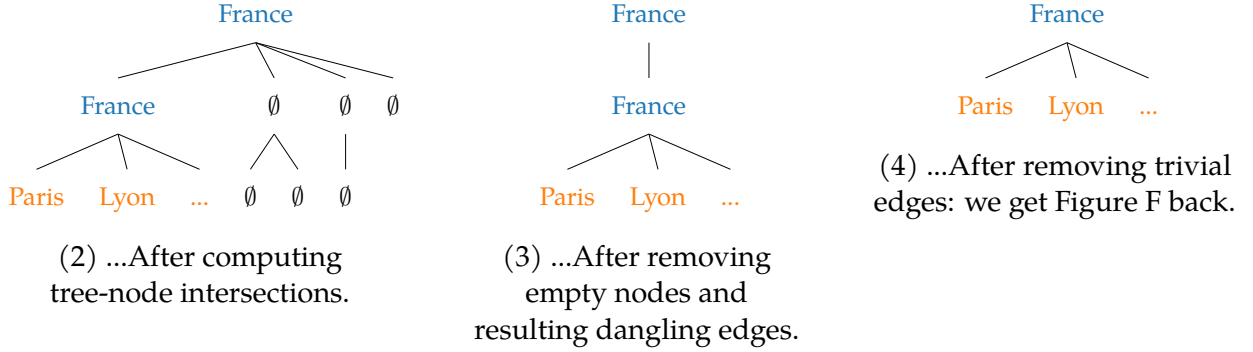 France
France ∅ ∅ ∅
Paris Lyon ... ∅ ∅ ∅
(2) ...After computing
tree-node intersections.
France
France
Paris Lyon ...
(3) ...After removing
empty nodes and
resulting dangling edges.
France
Paris Lyon ...
(4) ...After removing trivial
edges: we get Figure F back.